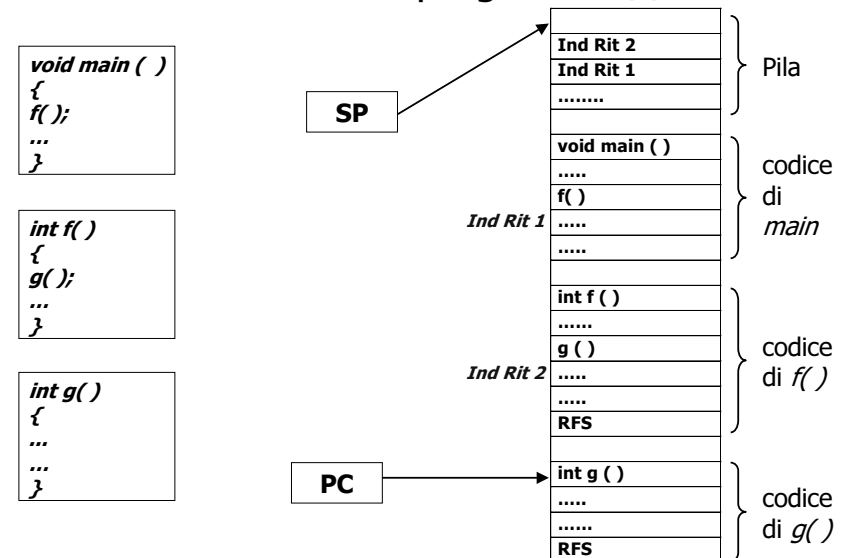 void main ( )
{
f( );
...
}
int f( )
{
g( );
...
}
int g( )
{
...
...
}
SP
PC
Ind Rit 2
Ind Rit 1
........
Pila
void main ( )
.....
f( )
Ind Rit 1 .....
.....
codice
di
main
int f ( )
......
g ( )
Ind Rit 2 .....
.....
RFS
codice
di f( )
int g ( )
.....
......
RFS
codice
di g( )